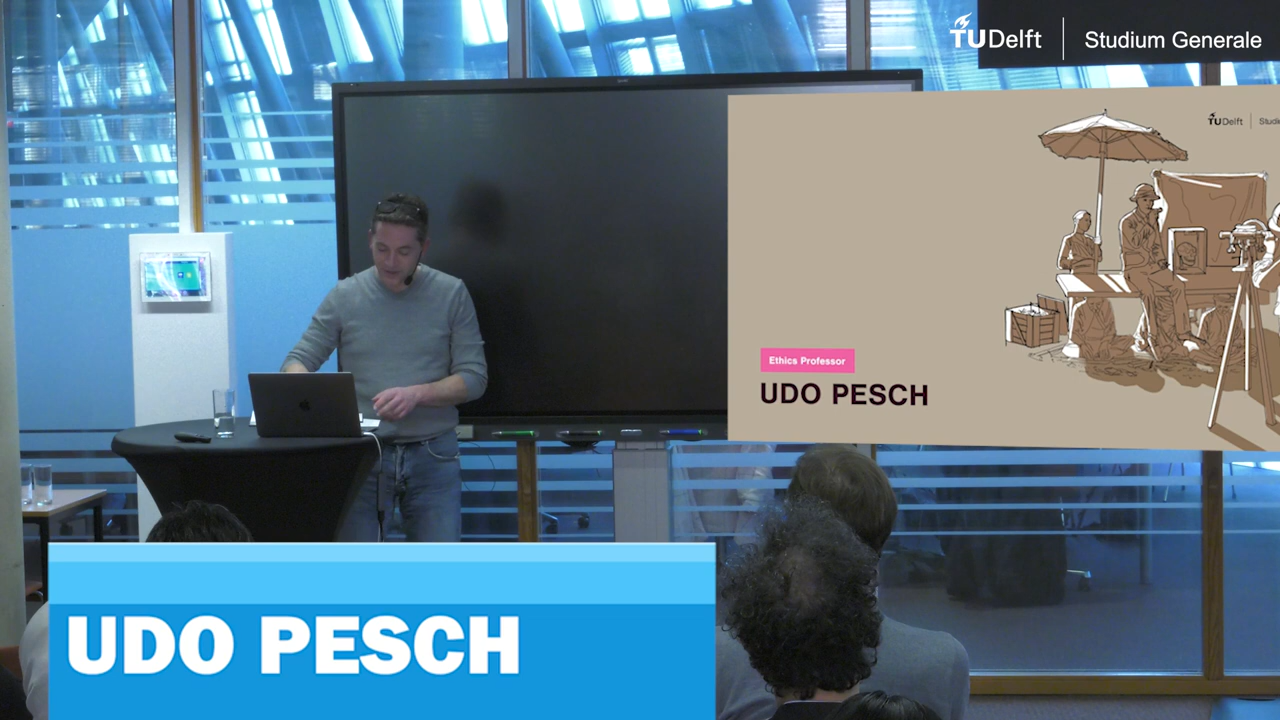 TUDelft | Studium Generale
TUDelft
Ethics Professor
UDO PESCH
UDO PESCH